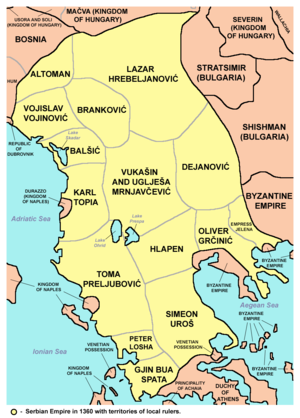 MAČVA (KINGDOM
OF HUNGARY)
USORA AND SOLI
(KINGDOM OF HUNGARY)
SEVERIN
(KINGDOM OF
HUNGARY)
WALLACHIA
BOSNIA
LAZAR
HREBELJANOVIĆ
STRATSIMIR
(BULGARIA)
ALTOMAN
HUM
VOJISLAV
VOJINOVIĆ
BRANKOVIĆ
SHISHMAN
(BULGARIA)
REPUBLIC
OF
DUBROVNIK
Lake
Skadar
BALŠIĆ
DEJANOVIĆ
VUKAŠIN
AND UGLJEŠA
MRNJAVČEVIĆ
DURAZZO
(KINGDOM
OF NAPLES)
KARL
TOPIA
BYZANTINE
EMPIRE
Adriatic Sea
Lake
Prespa
EMPRESS
JELENA
OLIVER
GRČINIĆ
Lake
Ohrid
HLAPEN
BYZANTINE
EMPIRE
TOMA
PRELJUBOVIĆ
BYZANTINE
EMPIRE
KINGDOM OF
NAPLES
Aegean Sea
SIMEON
UROŠ
BYZANTINE
EMPIRE
Ionian Sea
VENETIAN
POSSESSION
PETER
LOSHA
VENETIAN POSSESSION
KINGDOM OF
NAPLES
GJIN BUA
SPATA
PRINCIPALITY
OF ACHAIA
DUCHY
OF
ATHENS
- Serbian Empire in 1360 with territories of local rulers.